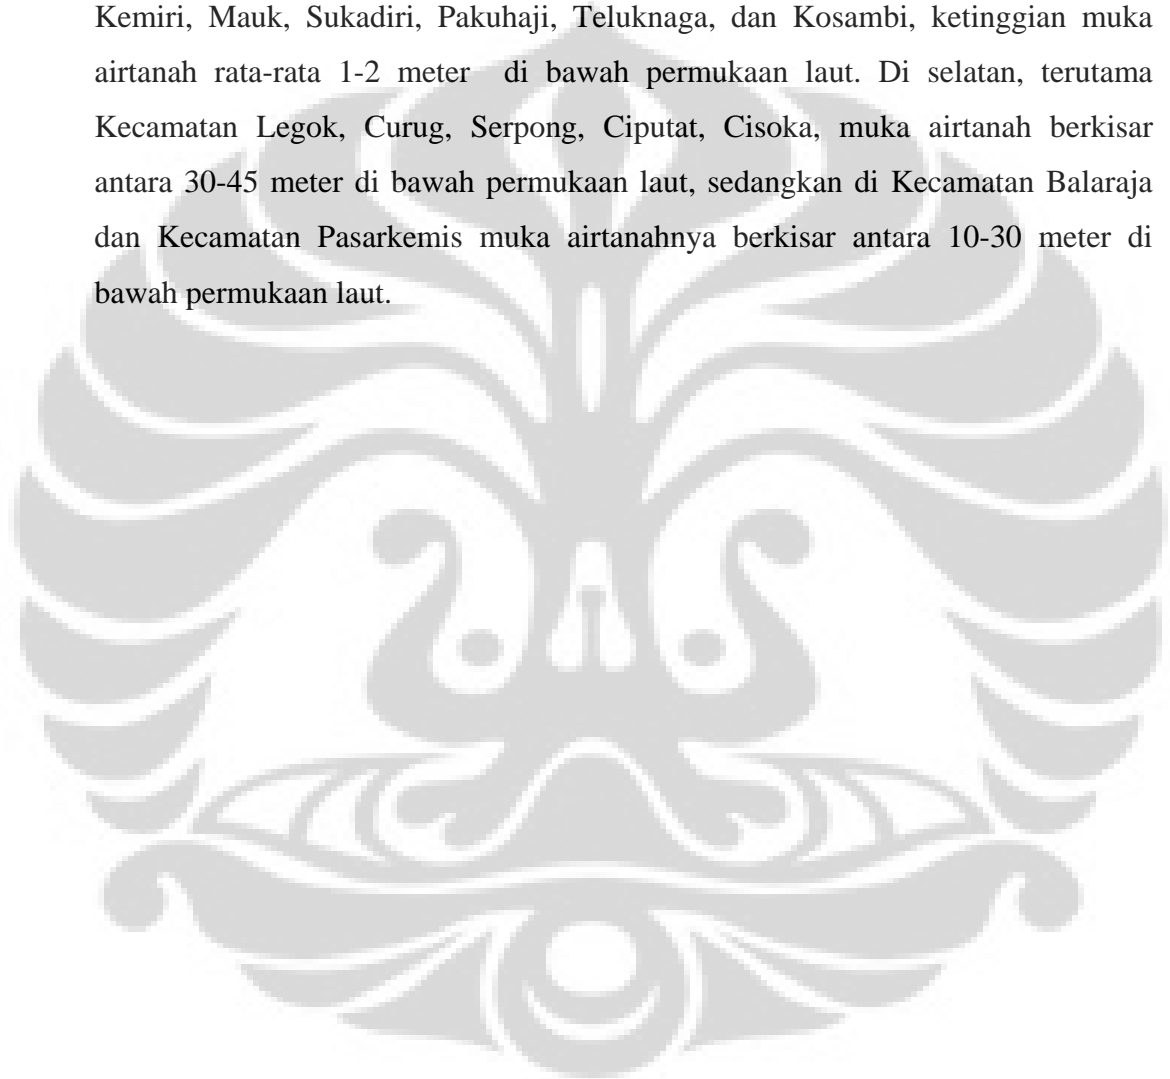 Kemiri, Mauk, Sukadiri, Pakuhaji, Teluknaga, dan Kosambi, ketinggian muka
airtanah rata-rata 1-2 meter di bawah permukaan laut. Di selatan, terutama
Kecamatan Legok, Curug, Serpong, Ciputat, Cisoka, muka airtanah berkisar
antara 30-45 meter di bawah permukaan laut, sedangkan di Kecamatan Balaraja
dan Kecamatan Pasarkemis muka airtanahnya berkisar antara 10-30 meter di
bawah permukaan laut.